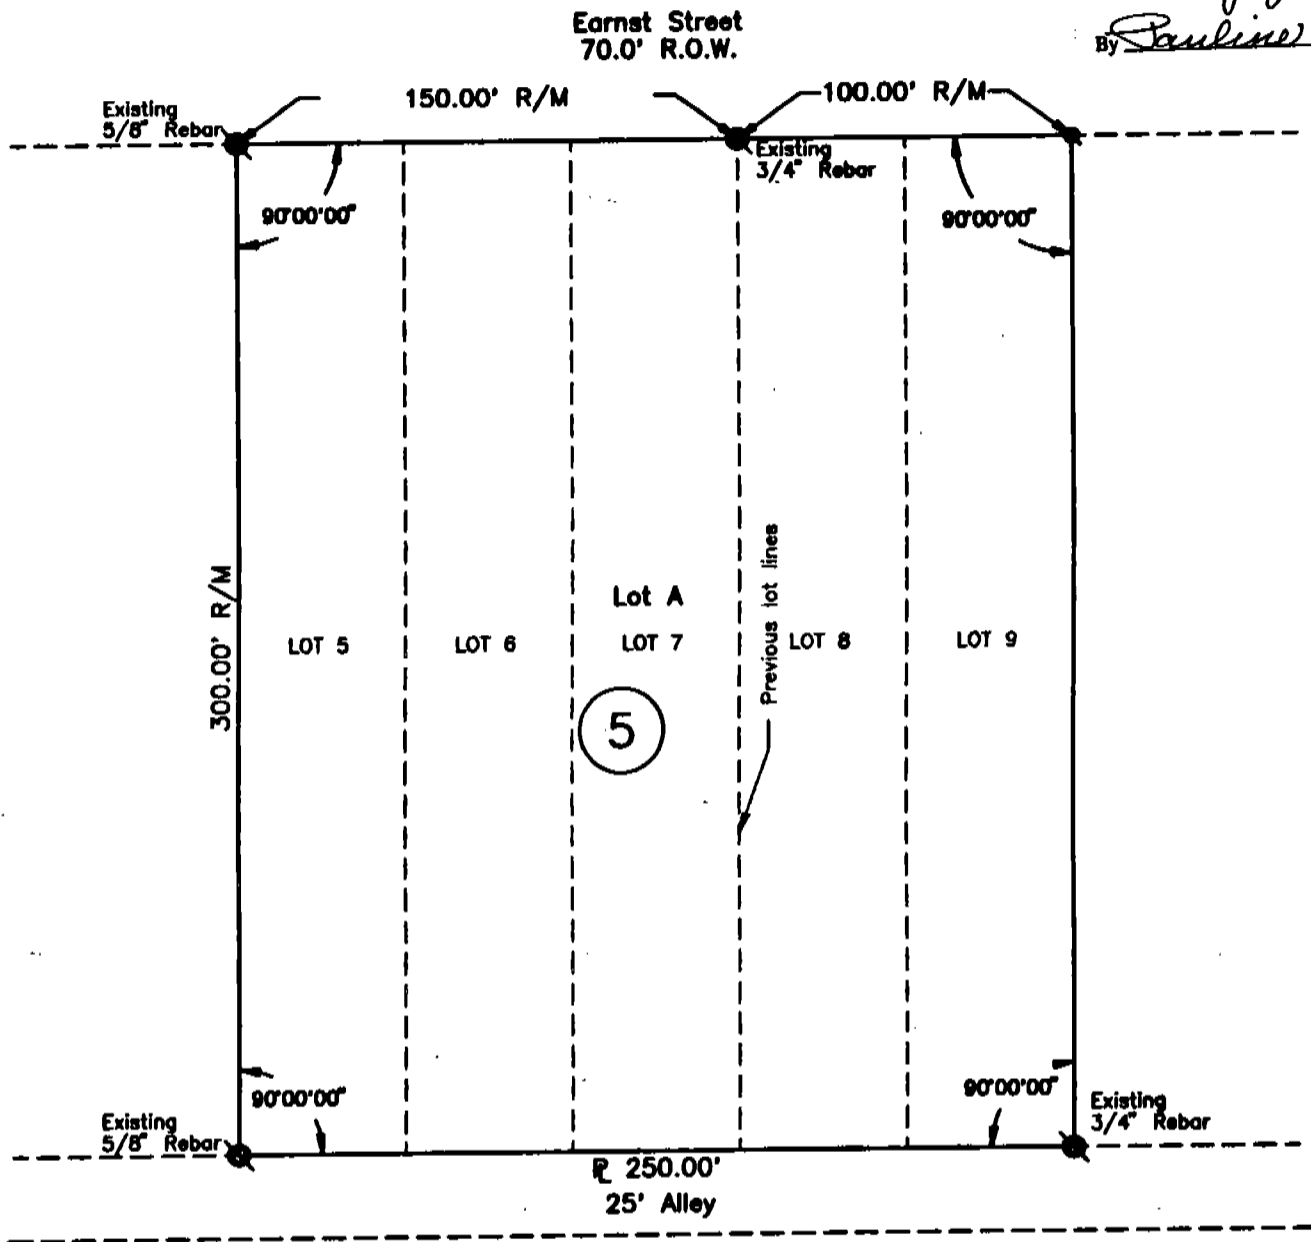 Earnst Street
70.0' R.O.W.
By Pauline
Existing
5/8" Rebar
150.00' R/M
100.00' R/M
Existing
3/4" Rebar
90°00'00"
90°00'00"
300.00' R/M
Previous lot lines
Lot A
LOT 5
LOT 6
LOT 7
LOT 8
LOT 9
5
90°00'00"
90°00'00"
Existing
5/8" Rebar
Existing
3/4" Rebar
PL 250.00'
25' Alley